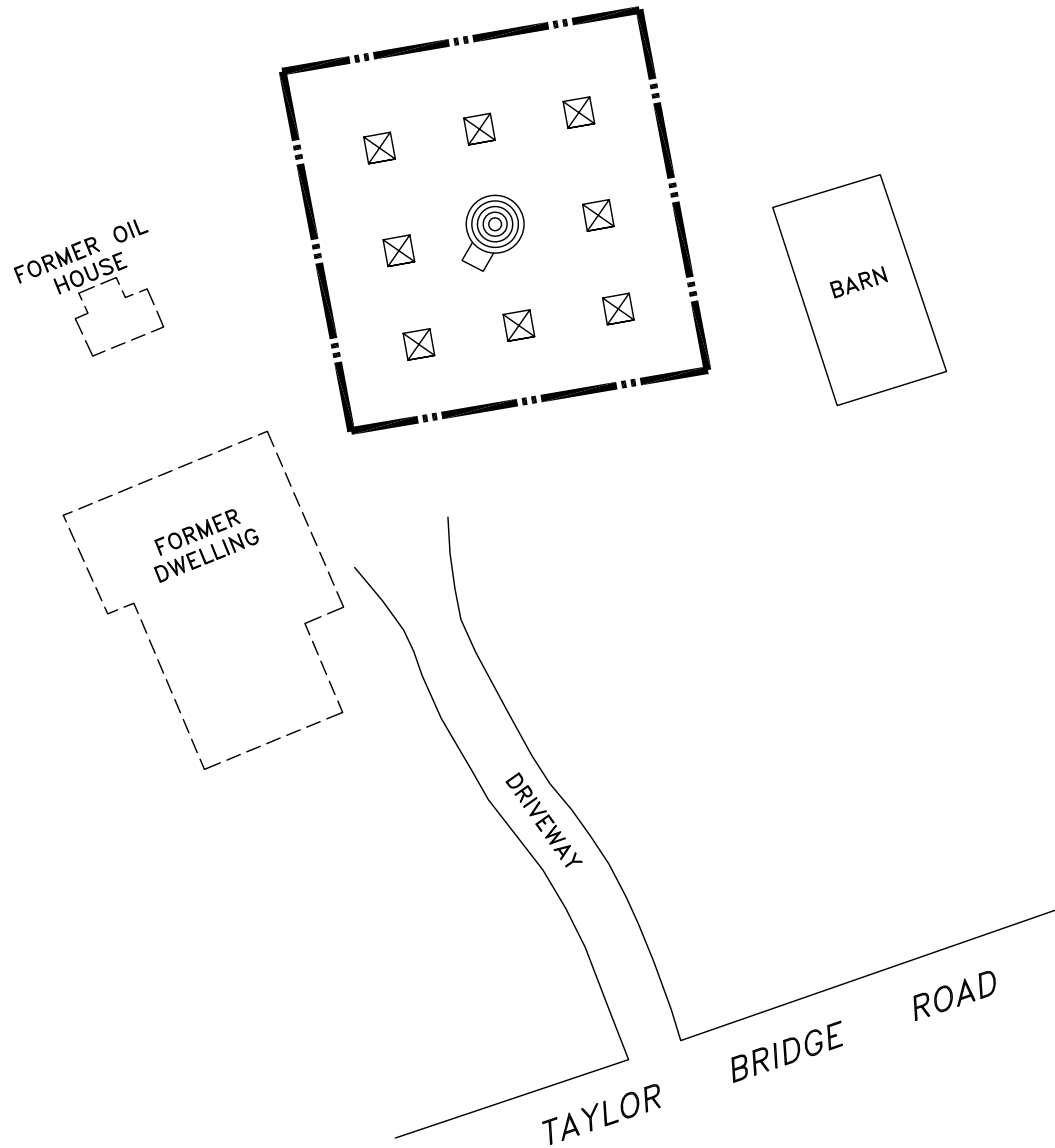 FORMER OIL
HOUSE
BARN
FORMER
DWELLING
DRIVEWAY
TAYLOR BRIDGE ROAD